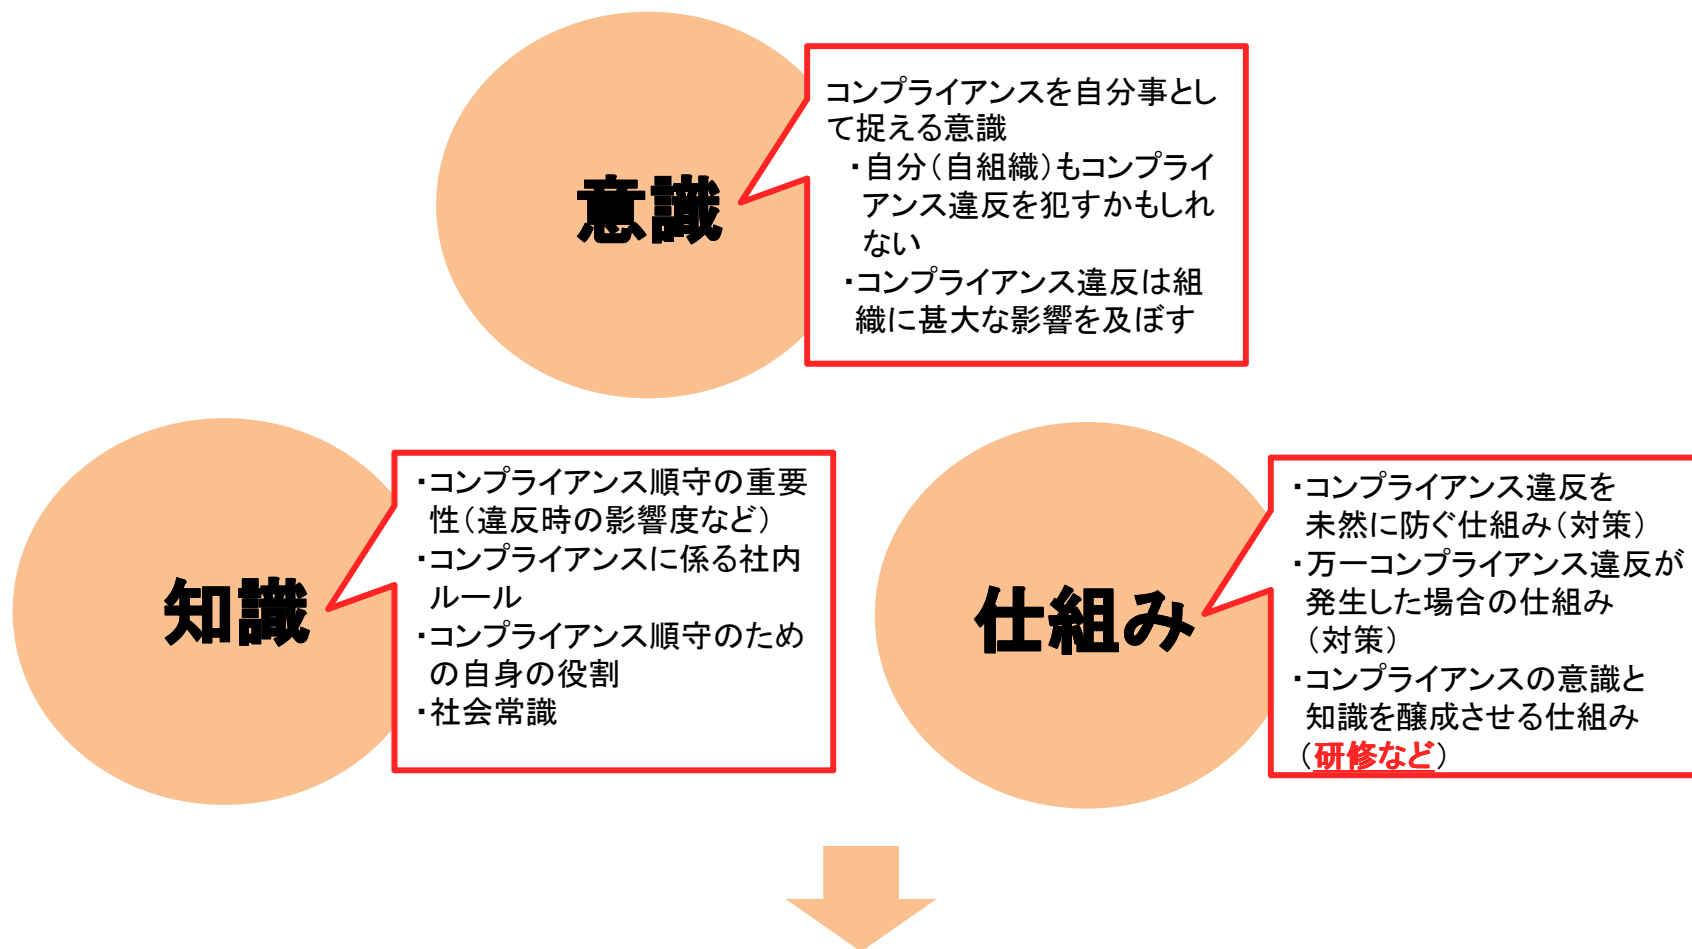 意識
コンプライアンスを自分事とし
て捉える意識
・自分(自組織)もコンプライ
アンス違反を犯すかもしれ
ない
・コンプライアンス違反は組
織に甚大な影響を及ぼす
知識
・コンプライアンス順守の重要
性(違反時の影響度など)
・コンプライアンスに係る社内
ルール
・コンプライアンス順守のため
の自身の役割
・社会常識
仕組み
・コンプライアンス違反を
未然に防ぐ仕組み(対策)
・万一コンプライアンス違反が
発生した場合の仕組み
(対策)
・コンプライアンスの意識と
知識を醸成させる仕組み
(研修など)